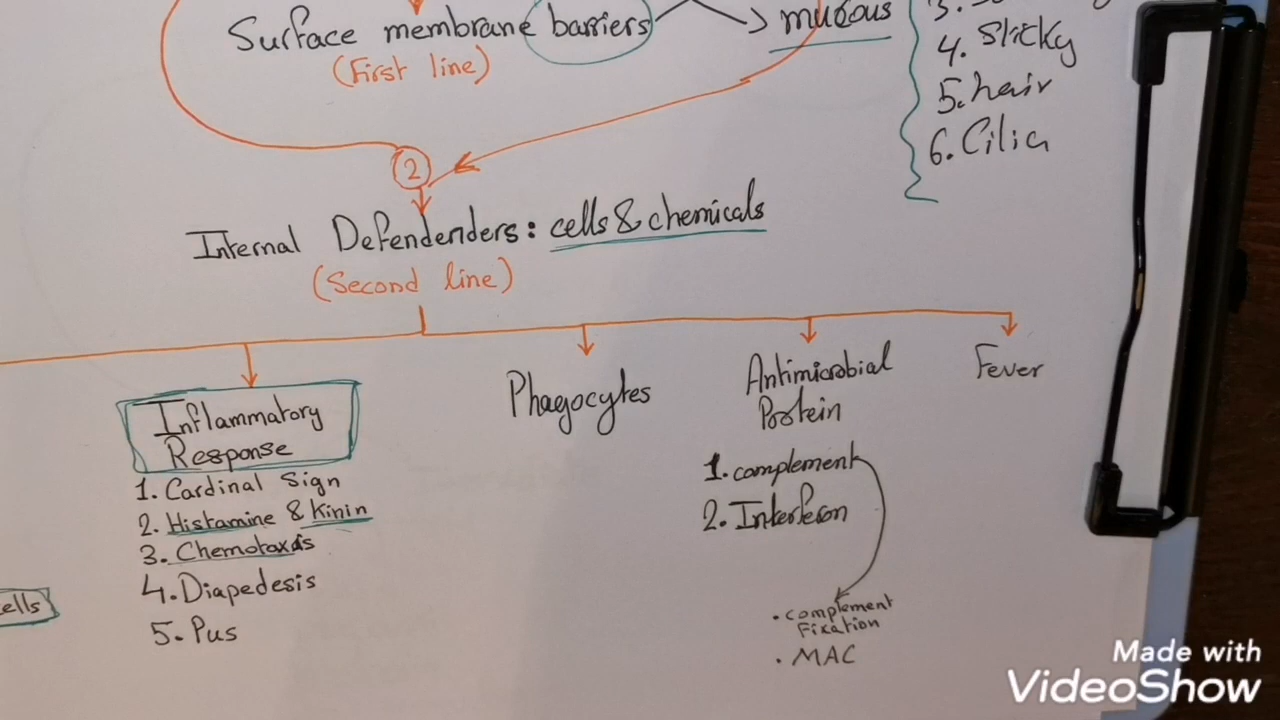 Surface membrane barriers
mucous
(First line)
4. Sticky
5. hair
6. Cilia
2
Internal Defendenders: cells & chemicals
(Second line)
Inflammatory
Response
1. Cardinal Sign
2. Histamine & Kinin
3. Chemotaxis
4. Diapedesis
5. Pus
Phagocytes
Antimicrobial
Protein
1. complement
2. Interferon
• complement
Fixation
• MAC
Fever
ells
Made with
VideoShow